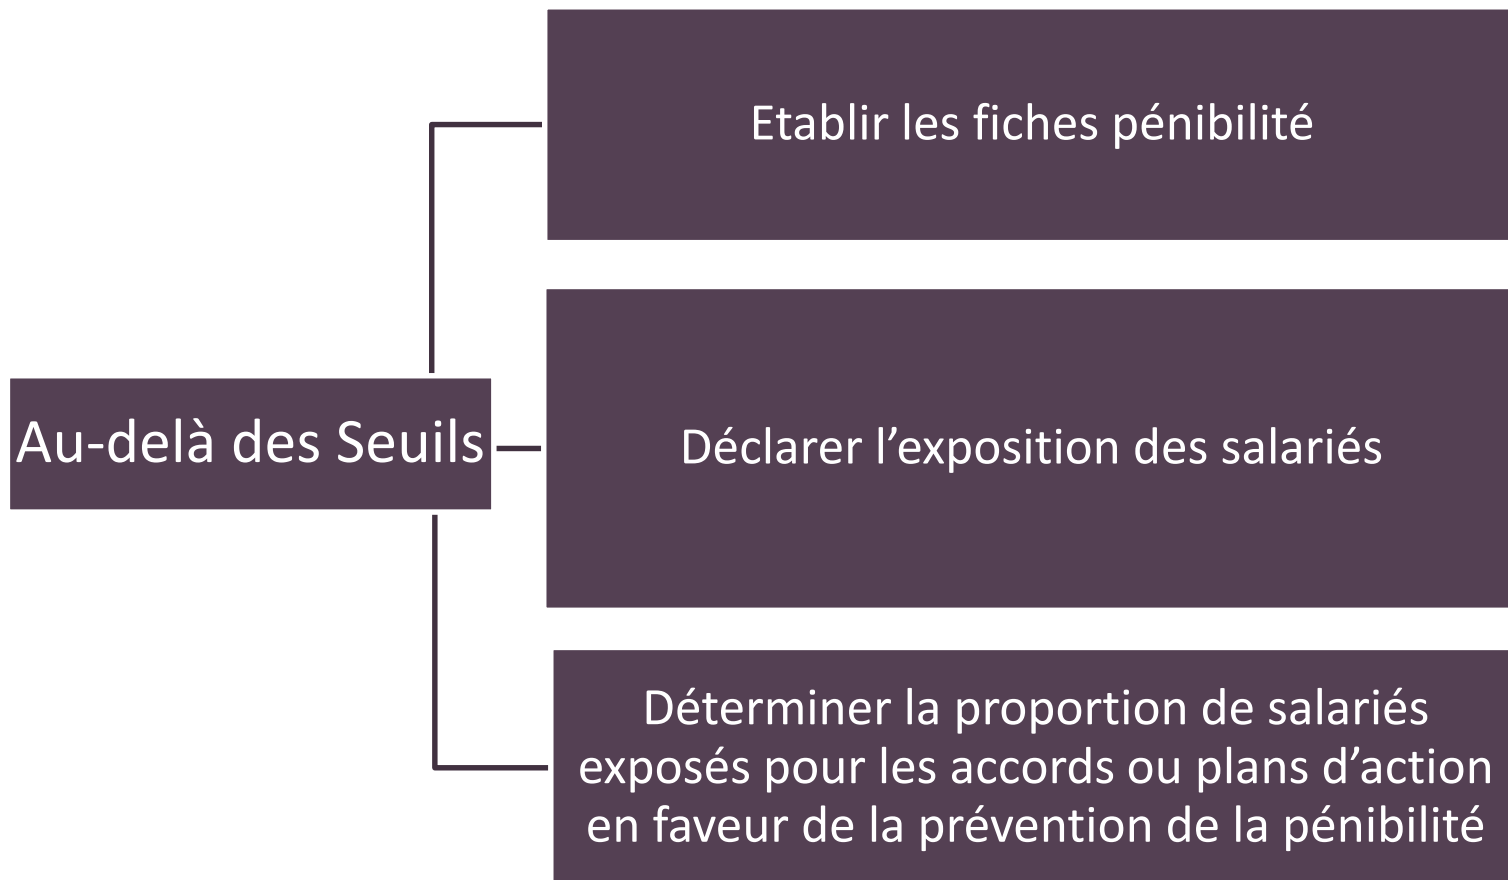 Etablir les fiches pénibilité
Au-delà des Seuils
Déclarer l’exposition des salariés
Déterminer la proportion de salariés
exposés pour les accords ou plans d’action
en faveur de la prévention de la pénibilité